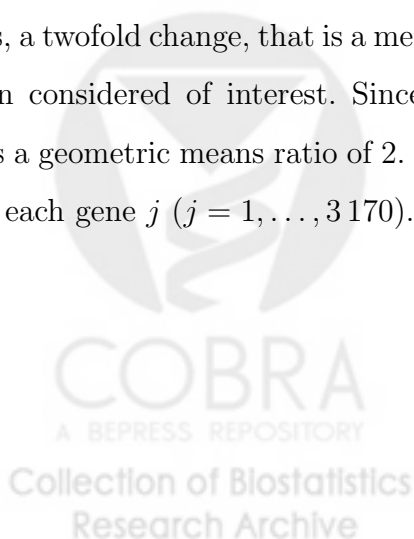 s, a twofold change, that is a me
n considered of interest. Since
s a geometric means ratio of 2.
each gene j (j = 1, . . . , 3 170).
COBRA
A BEPRESS REPOSITORY
Collection of Biostatistics
Research Archive